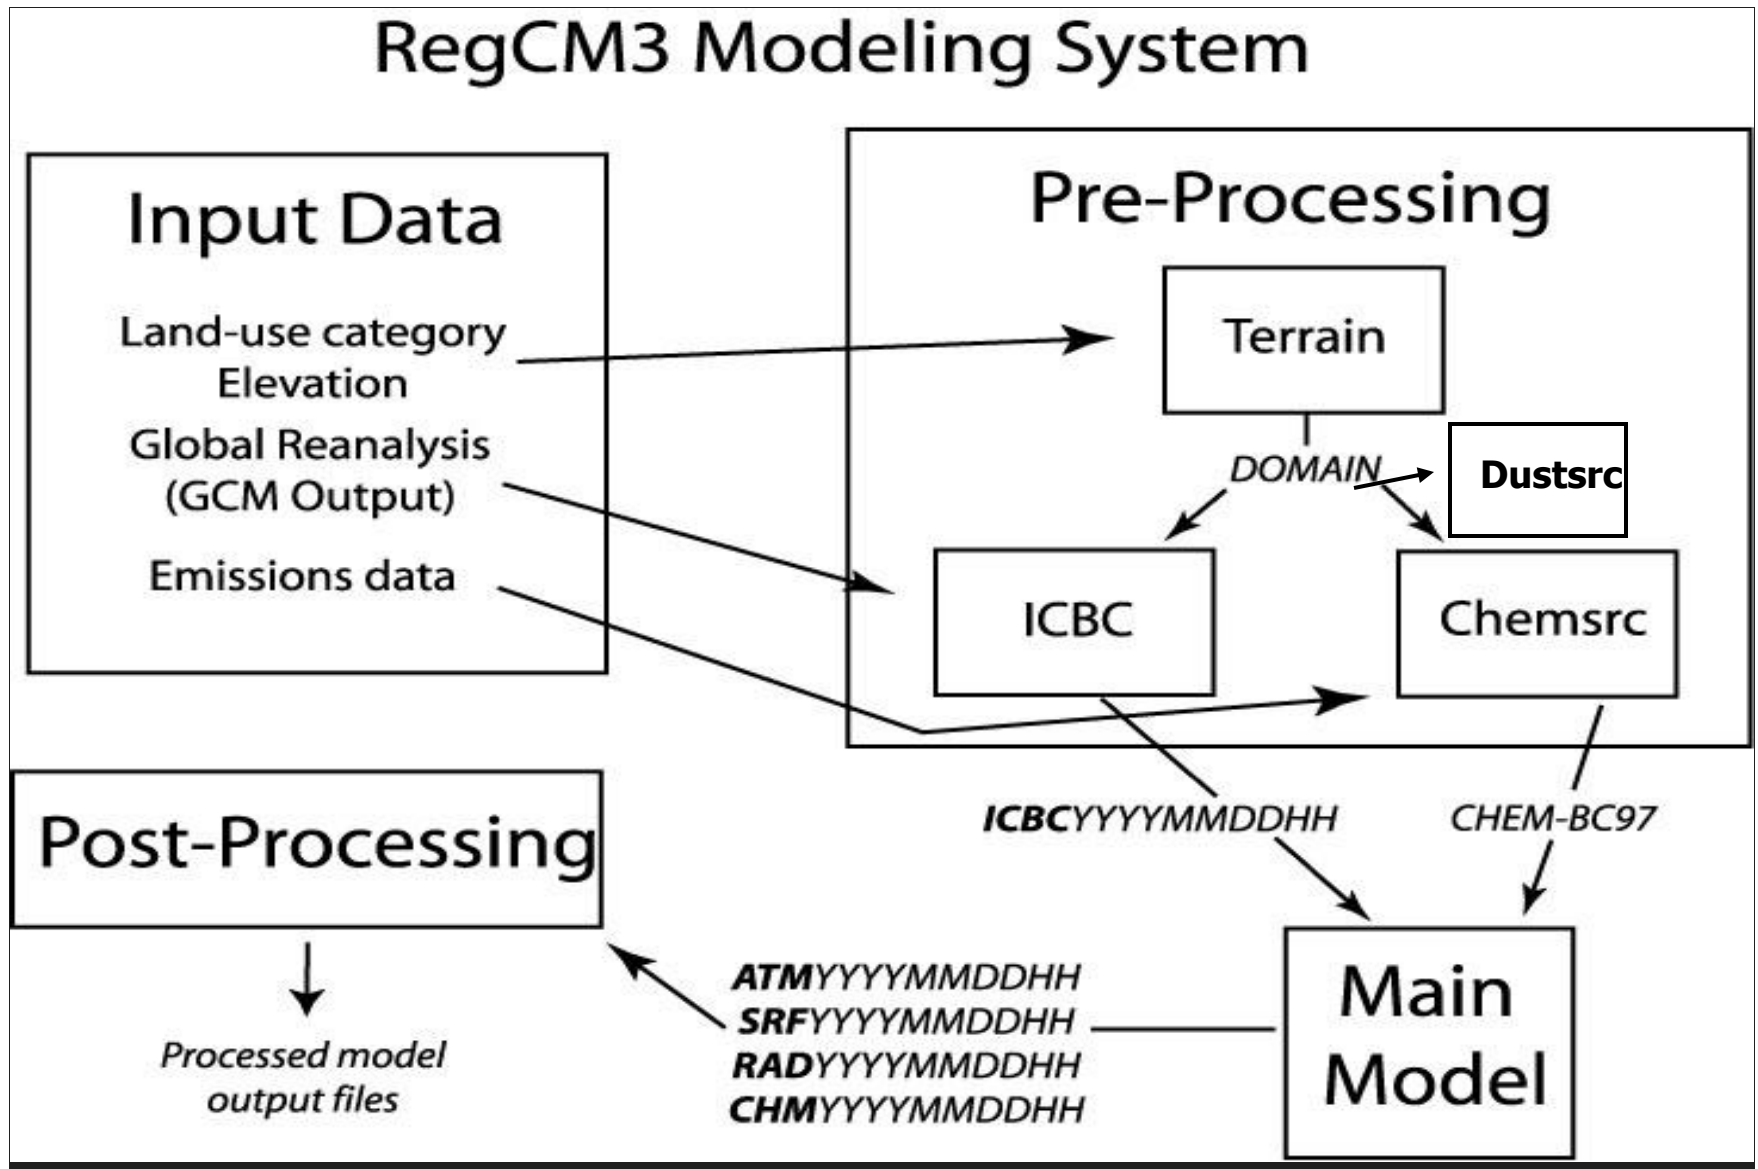 RegCM3 Modeling System
Input Data
Land-use category
Elevation
Global Reanalysis
(GCM Output)
Emissions data
Pre-Processing
Terrain
DOMAIN
Dustsrc
ICBC
Chemsrc
ICBCYYYYMMDDHH
CHEM-BC97
Main
Model
ATMYYYYMMDDHH
SRFYYYYMMDDHH
RADYYYYMMDDHH
CHMYYYYMMDDHH
Post-Processing
Processed model
output files